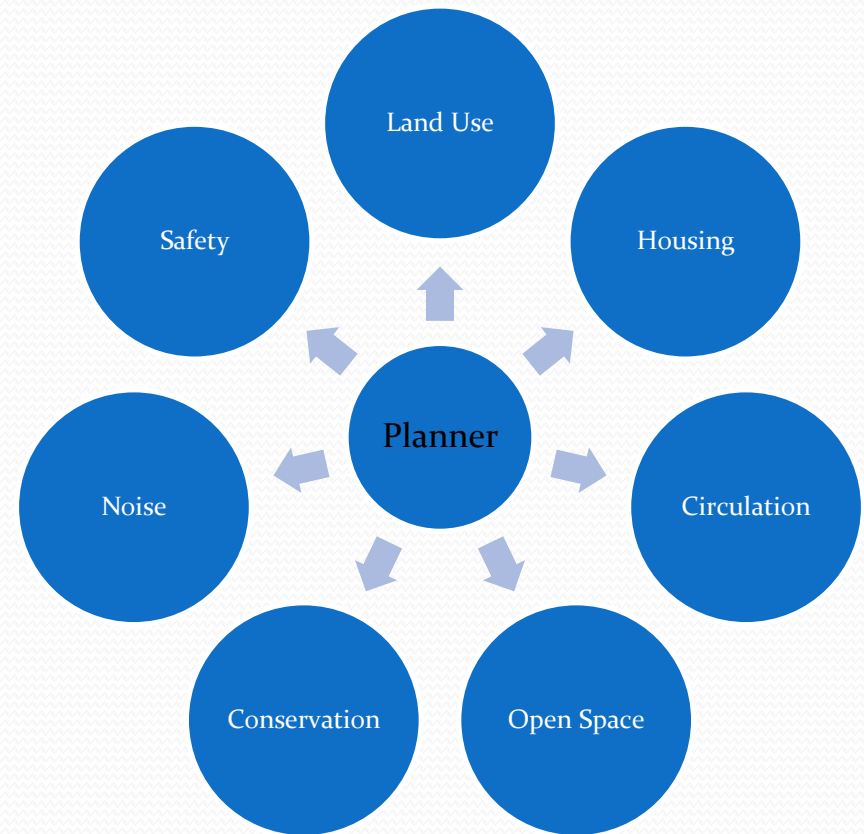 Land Use
Safety
Housing
Planner
Noise
Circulation
Conservation
Open Space